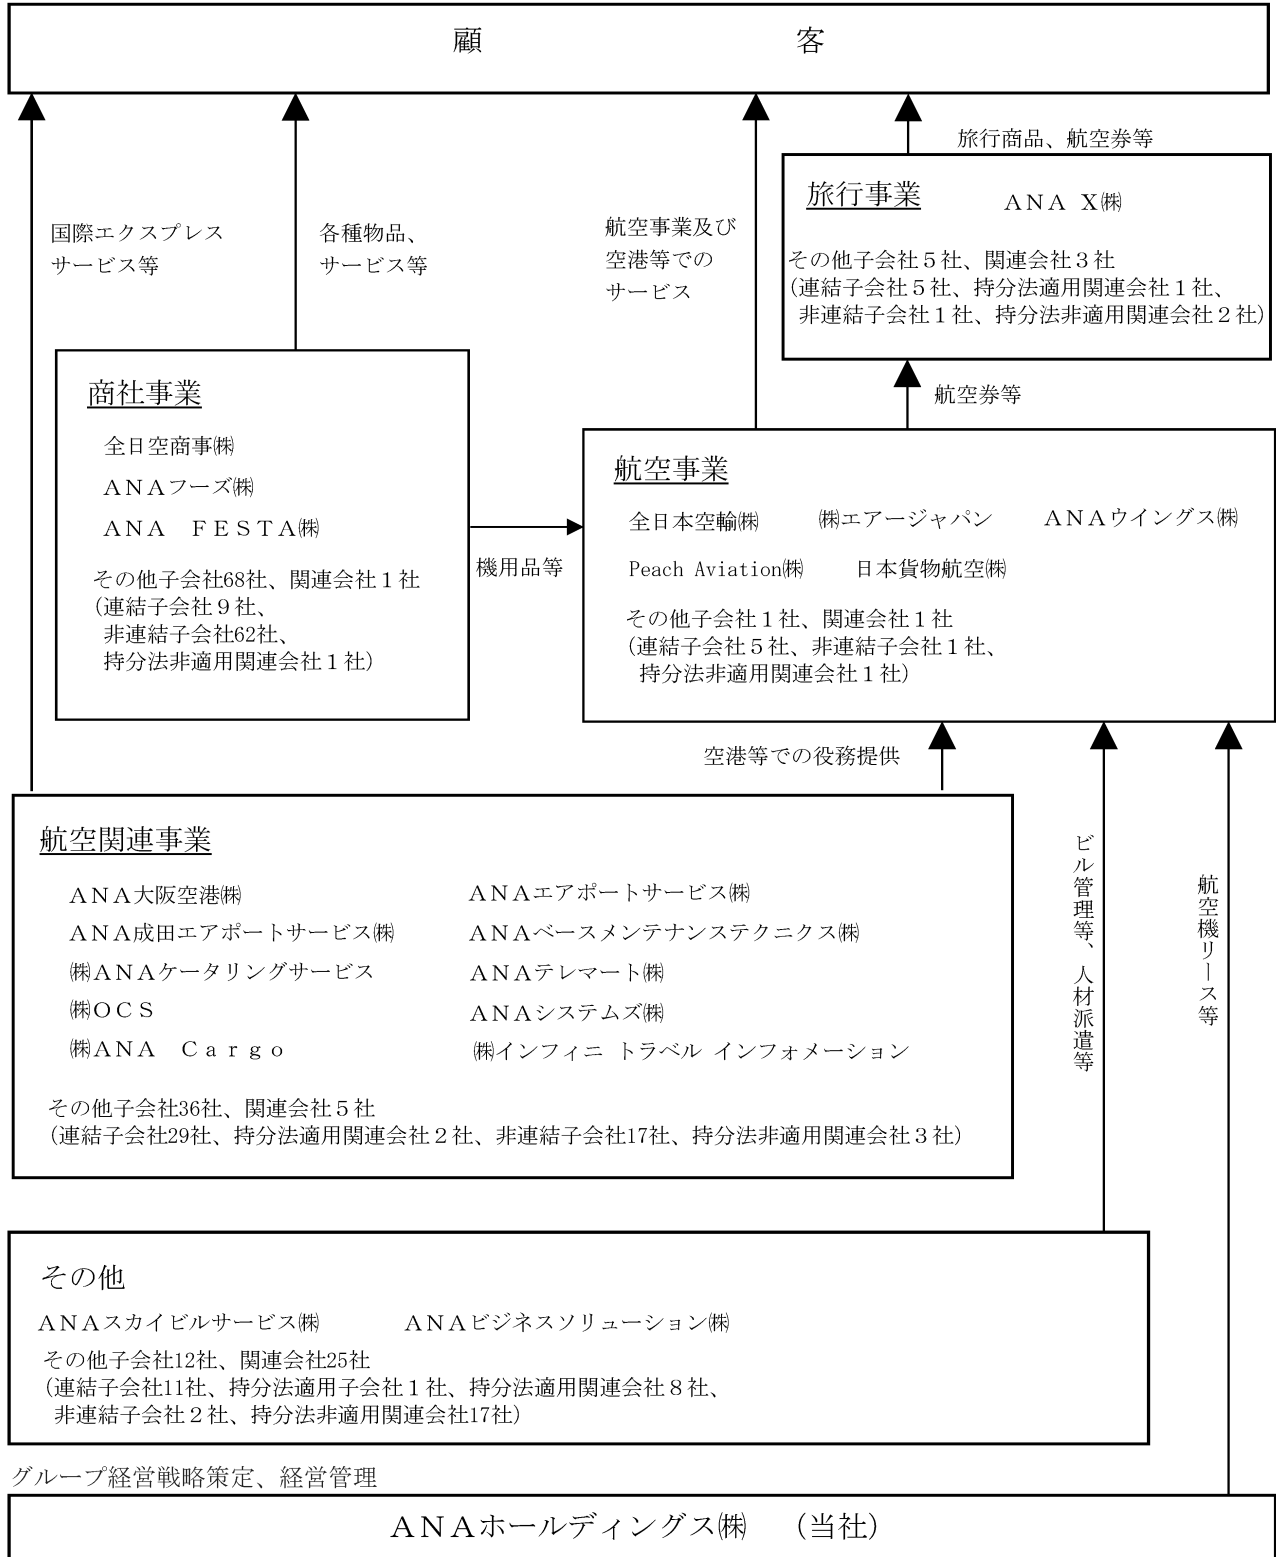 顧　客
旅行商品、航空券等
旅行事業　ＡＮＡ　Ｘ㈱
その他子会社５社、関連会社３社
（連結子会社５社、持分法適用関連会社１社、
非連結子会社１社、持分法非適用関連会社２社）
国際エクスプレス
サービス等
各種物品、
サービス等
航空事業及び
空港等での
サービス
航空券等
商社事業
全日空商事㈱
ＡＮＡフーズ㈱
ＡＮＡ　ＦＥＳＴＡ㈱
その他子会社68社、関連会社１社
（連結子会社９社、
非連結子会社62社、
持分法非適用関連会社１社）
機用品等
航空事業
全日本空輸㈱　㈱エアージャパン　ＡＮＡウイングス㈱
Peach Aviation㈱　日本貨物航空㈱
その他子会社１社、関連会社１社
（連結子会社５社、非連結子会社１社、
持分法非適用関連会社１社）
空港等での役務提供
航空関連事業
ＡＮＡ大阪空港㈱　ＡＮＡエアポートサービス㈱
ＡＮＡ成田エアポートサービス㈱　ＡＮＡベースメンテナンステクニクス㈱
㈱ＡＮＡケータリングサービス　ＡＮＡテレマート㈱
㈱ＯＣＳ　ＡＮＡシステムズ㈱
㈱ＡＮＡ　Ｃａｒｇｏ　㈱インフィニ トラベル インフォメーション
その他子会社36社、関連会社５社
（連結子会社29社、持分法適用関連会社２社、非連結子会社17社、持分法非適用関連会社３社）
ビル管理等、人材派遣等
航空機リース等
その他
ＡＮＡスカイビルサービス㈱　ＡＮＡビジネスソリューション㈱
その他子会社12社、関連会社25社
（連結子会社11社、持分法適用子会社１社、持分法適用関連会社８社、
非連結子会社２社、持分法非適用関連会社17社）
グループ経営戦略策定、経営管理
ＡＮＡホールディングス㈱　（当社）